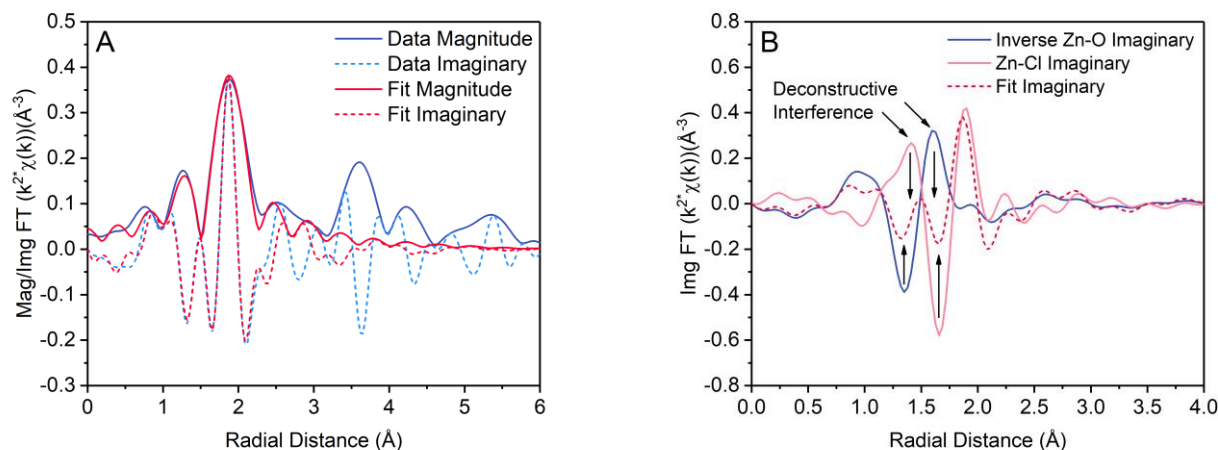 A
Data Magnitude
Data Imaginary
Fit Magnitude
Fit Imaginary
Mag/Img FT (k²*χ(k))(Å⁻³)
0.5
0.4
0.3
0.2
0.1
0.0
-0.1
-0.2
-0.3
0 1 2 3 4 5 6
Radial Distance (Å)
B
Inverse Zn-O Imaginary
Zn-Cl Imaginary
Fit Imaginary
Deconstructive
Interference
Img FT (k²*χ(k))(Å⁻³)
0.8
0.6
0.4
0.2
0.0
-0.2
-0.4
-0.6
-0.8
0.0 0.5 1.0 1.5 2.0 2.5 3.0 3.5 4.0
Radial Distance (Å)